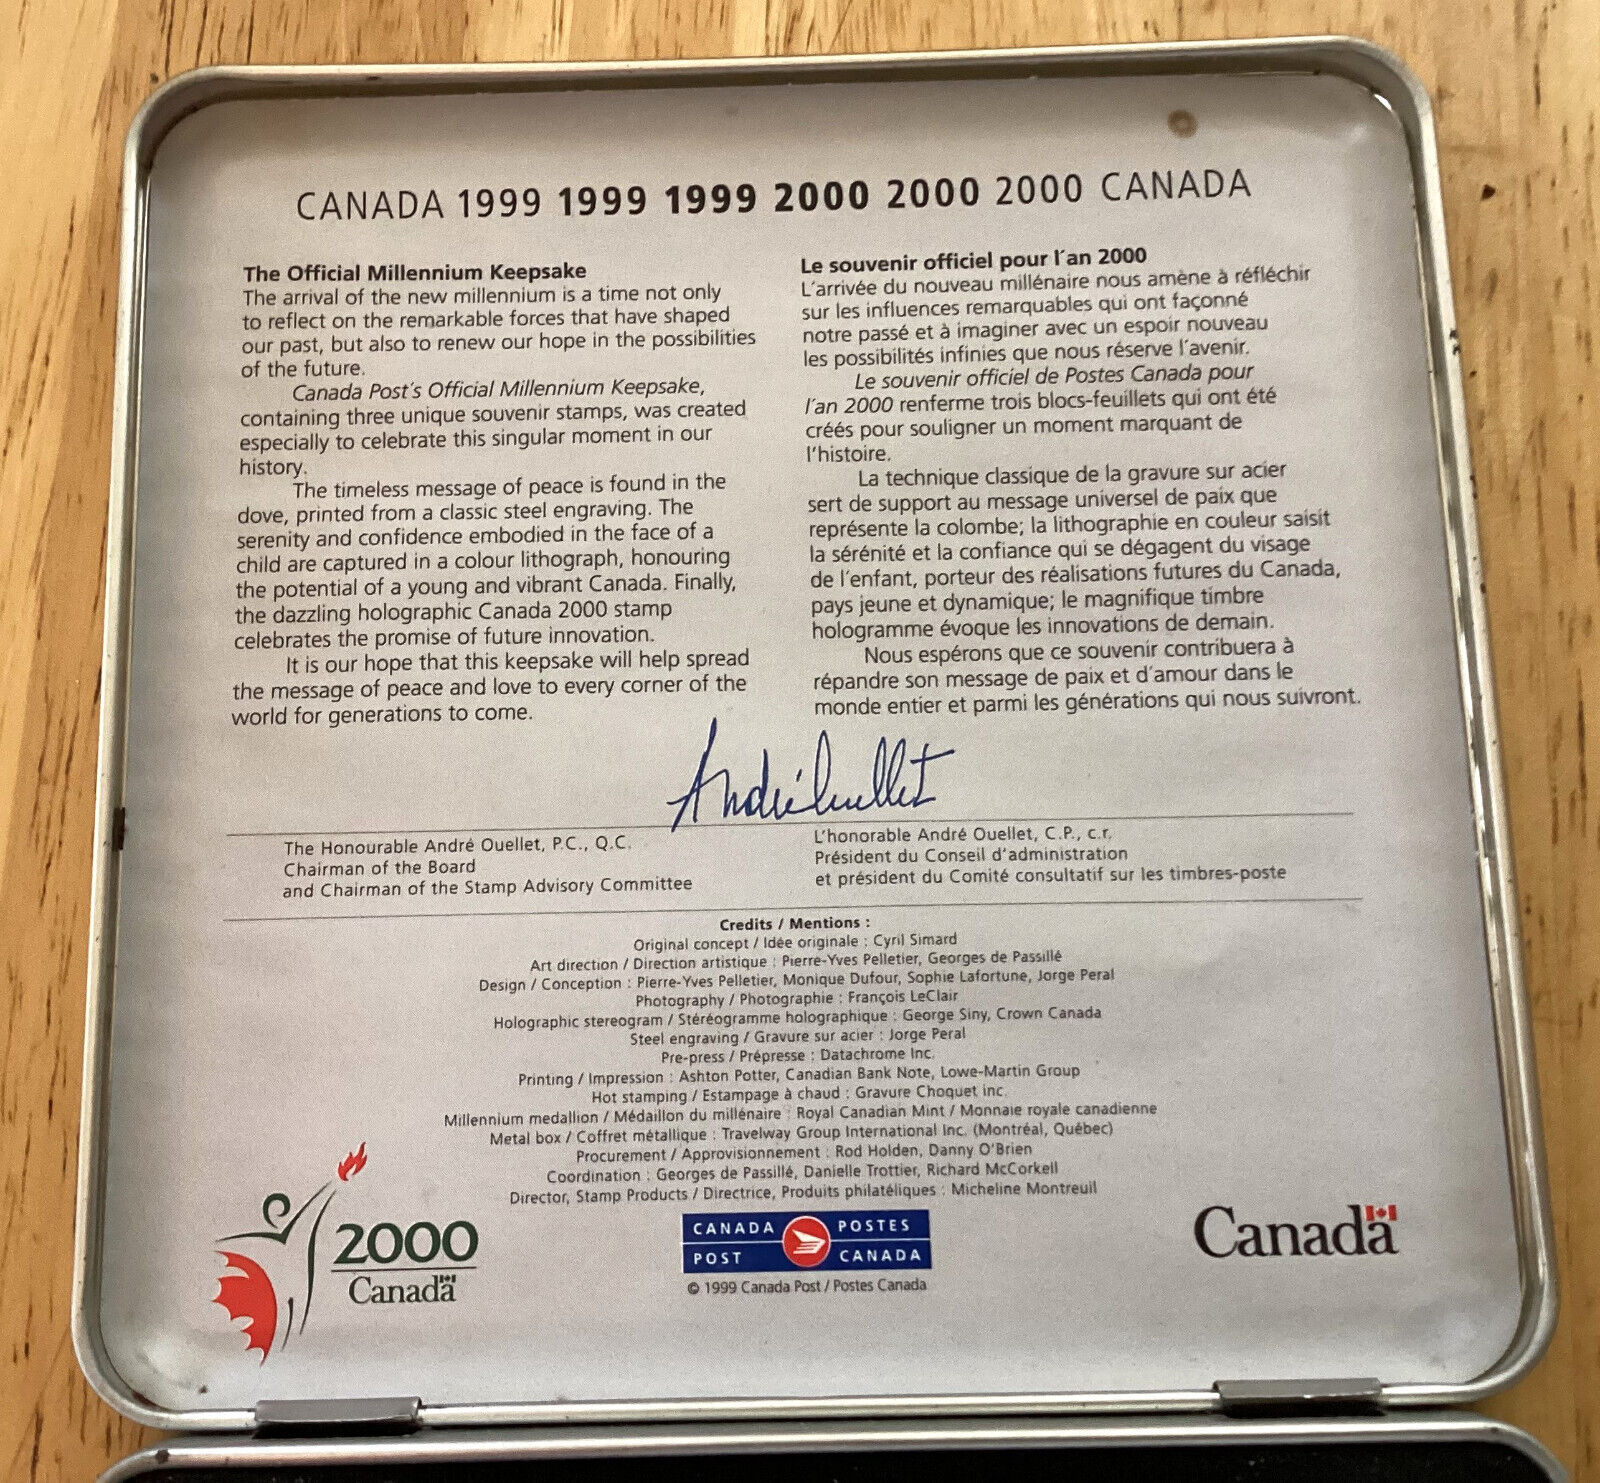 CANADA 1999 1999 1999 2000 2000 2000 CANADA
The Official Millennium Keepsake
The arrival of the new millennium is a time not only
to reflect on the remarkable forces that have shaped
our past, but also to renew our hope in the possibilities
of the future.
Canada Post's Official Millennium Keepsake,
containing three unique souvenir stamps, was created
especially to celebrate this singular moment in our
history.
The timeless message of peace is found in the
dove, printed from a classic steel engraving. The
serenity and confidence embodied in the face of a
child are captured in a colour lithograph, honouring
the potential of a young and vibrant Canada. Finally,
the dazzling holographic Canada 2000 stamp
celebrates the promise of future innovation.
It is our hope that this keepsake will help spread
the message of peace and love to every corner of the
world for generations to come.
Le souvenir officiel pour l'an 2000
L'arrivée du nouveau millénaire nous amène à réfléchir
sur les influences remarquables qui ont façonné
notre passé et à imaginer avec un espoir nouveau
les possibilités infinies que nous réserve l'avenir.
Le souvenir officiel de Postes Canada pour
l'an 2000 renferme trois blocs-feuillets qui ont été
créés pour souligner un moment marquant de
l'histoire.
La technique classique de la gravure sur acier
sert de support au message universel de paix que
représente la colombe; la lithographie en couleur saisit
la sérénité et la confiance qui se dégagent du visage
de l'enfant, porteur des réalisations futures du Canada,
pays jeune et dynamique; le magnifique timbre
hologramme évoque les innovations de demain.
Nous espérons que ce souvenir contribuera à
répandre son message de paix et d'amour dans le
monde entier et parmi les générations qui nous suivront.
André Ouellet
The Honourable André Ouellet, P.C., Q.C.
Chairman of the Board
and Chairman of the Stamp Advisory Committee
L'honorable André Ouellet, C.P., c.r.
Président du Conseil d'administration
et président du Comité consultatif sur les timbres-poste
Credits / Mentions :
Original concept / Idée originale : Cyril Simard
Art direction / Direction artistique : Pierre-Yves Pelletier, Georges de Passillé
Design / Conception : Pierre-Yves Pelletier, Monique Dufour, Sophie Lafortune, Jorge Peral
Photography / Photographie : François LeClair
Holographic stereogram / Stéréogramme holographique : George Siny, Crown Canada
Steel engraving / Gravure sur acier : Jorge Peral
Pre-press / Prépresse : Datachrome Inc.
Printing / Impression : Ashton Potter, Canadian Bank Note, Lowe-Martin Group
Hot stamping / Estampage à chaud : Gravure Choquet inc.
Millennium medallion / Médaillon du millénaire : Royal Canadian Mint / Monnaie royale canadienne
Metal box / Coffret métallique : Travelway Group International Inc. (Montréal, Québec)
Procurement / Approvisionnement : Rod Holden, Danny O'Brien
Coordination : Georges de Passillé, Danielle Trottier, Richard McCorkell
Director, Stamp Products / Directrice, Produits philatéliques : Micheline Montreuil
2000
Canada
CANADA POSTES
POST CANADA
© 1999 Canada Post / Postes Canada
Canada